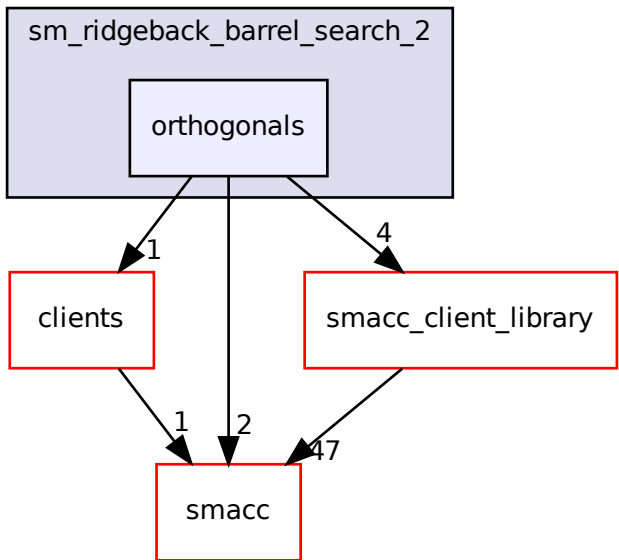 sm_ridgeback_barrel_search_2
orthogonals
1
4
clients
smacc_client_library
1
2
47
smacc